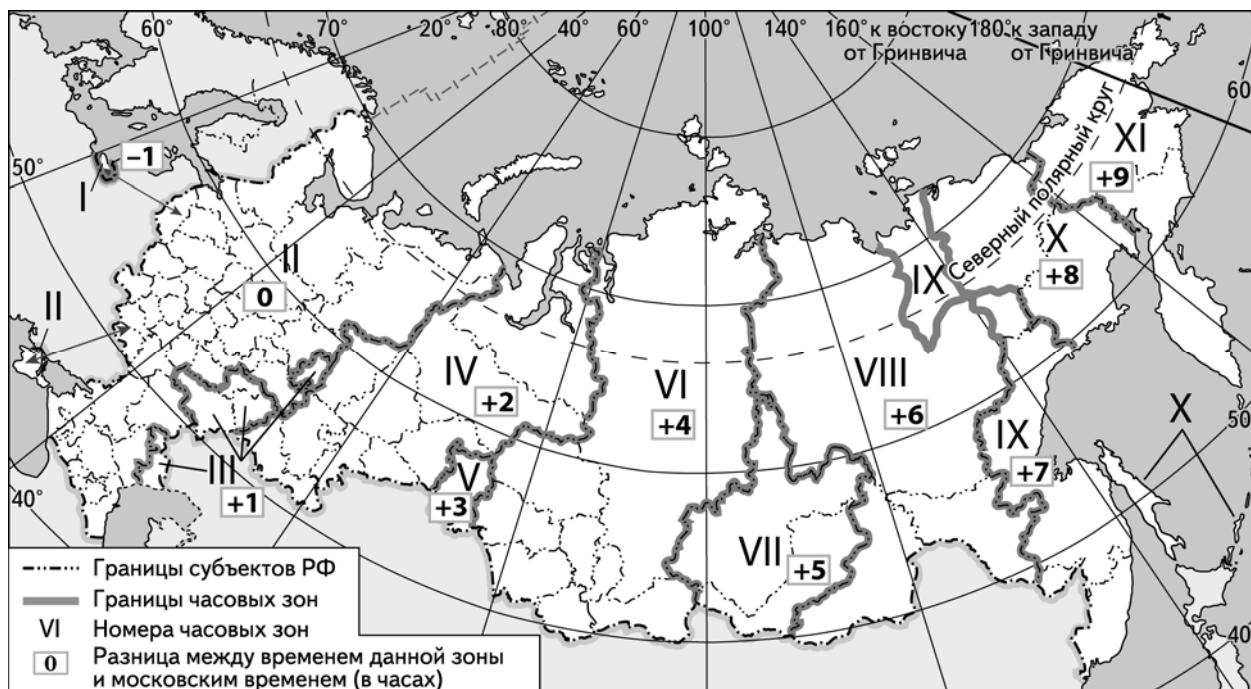 60°
70°
20°
80°
40°
60°
80°
100°
120°
140°
160° к востоку
от Гринвича
180° к западу
от Гринвича
60°
50°
50°
40°
40°
Северный полярный круг
I
–1
II
II
0
III
+1
IV
+2
V
+3
VI
+4
VII
+5
VIII
+6
IX
IX
+7
X
+8
X
XI
+9
Границы субъектов РФ
Границы часовых зон
VI Номера часовых зон
0 Разница между временем данной зоны
и московским временем (в часах)